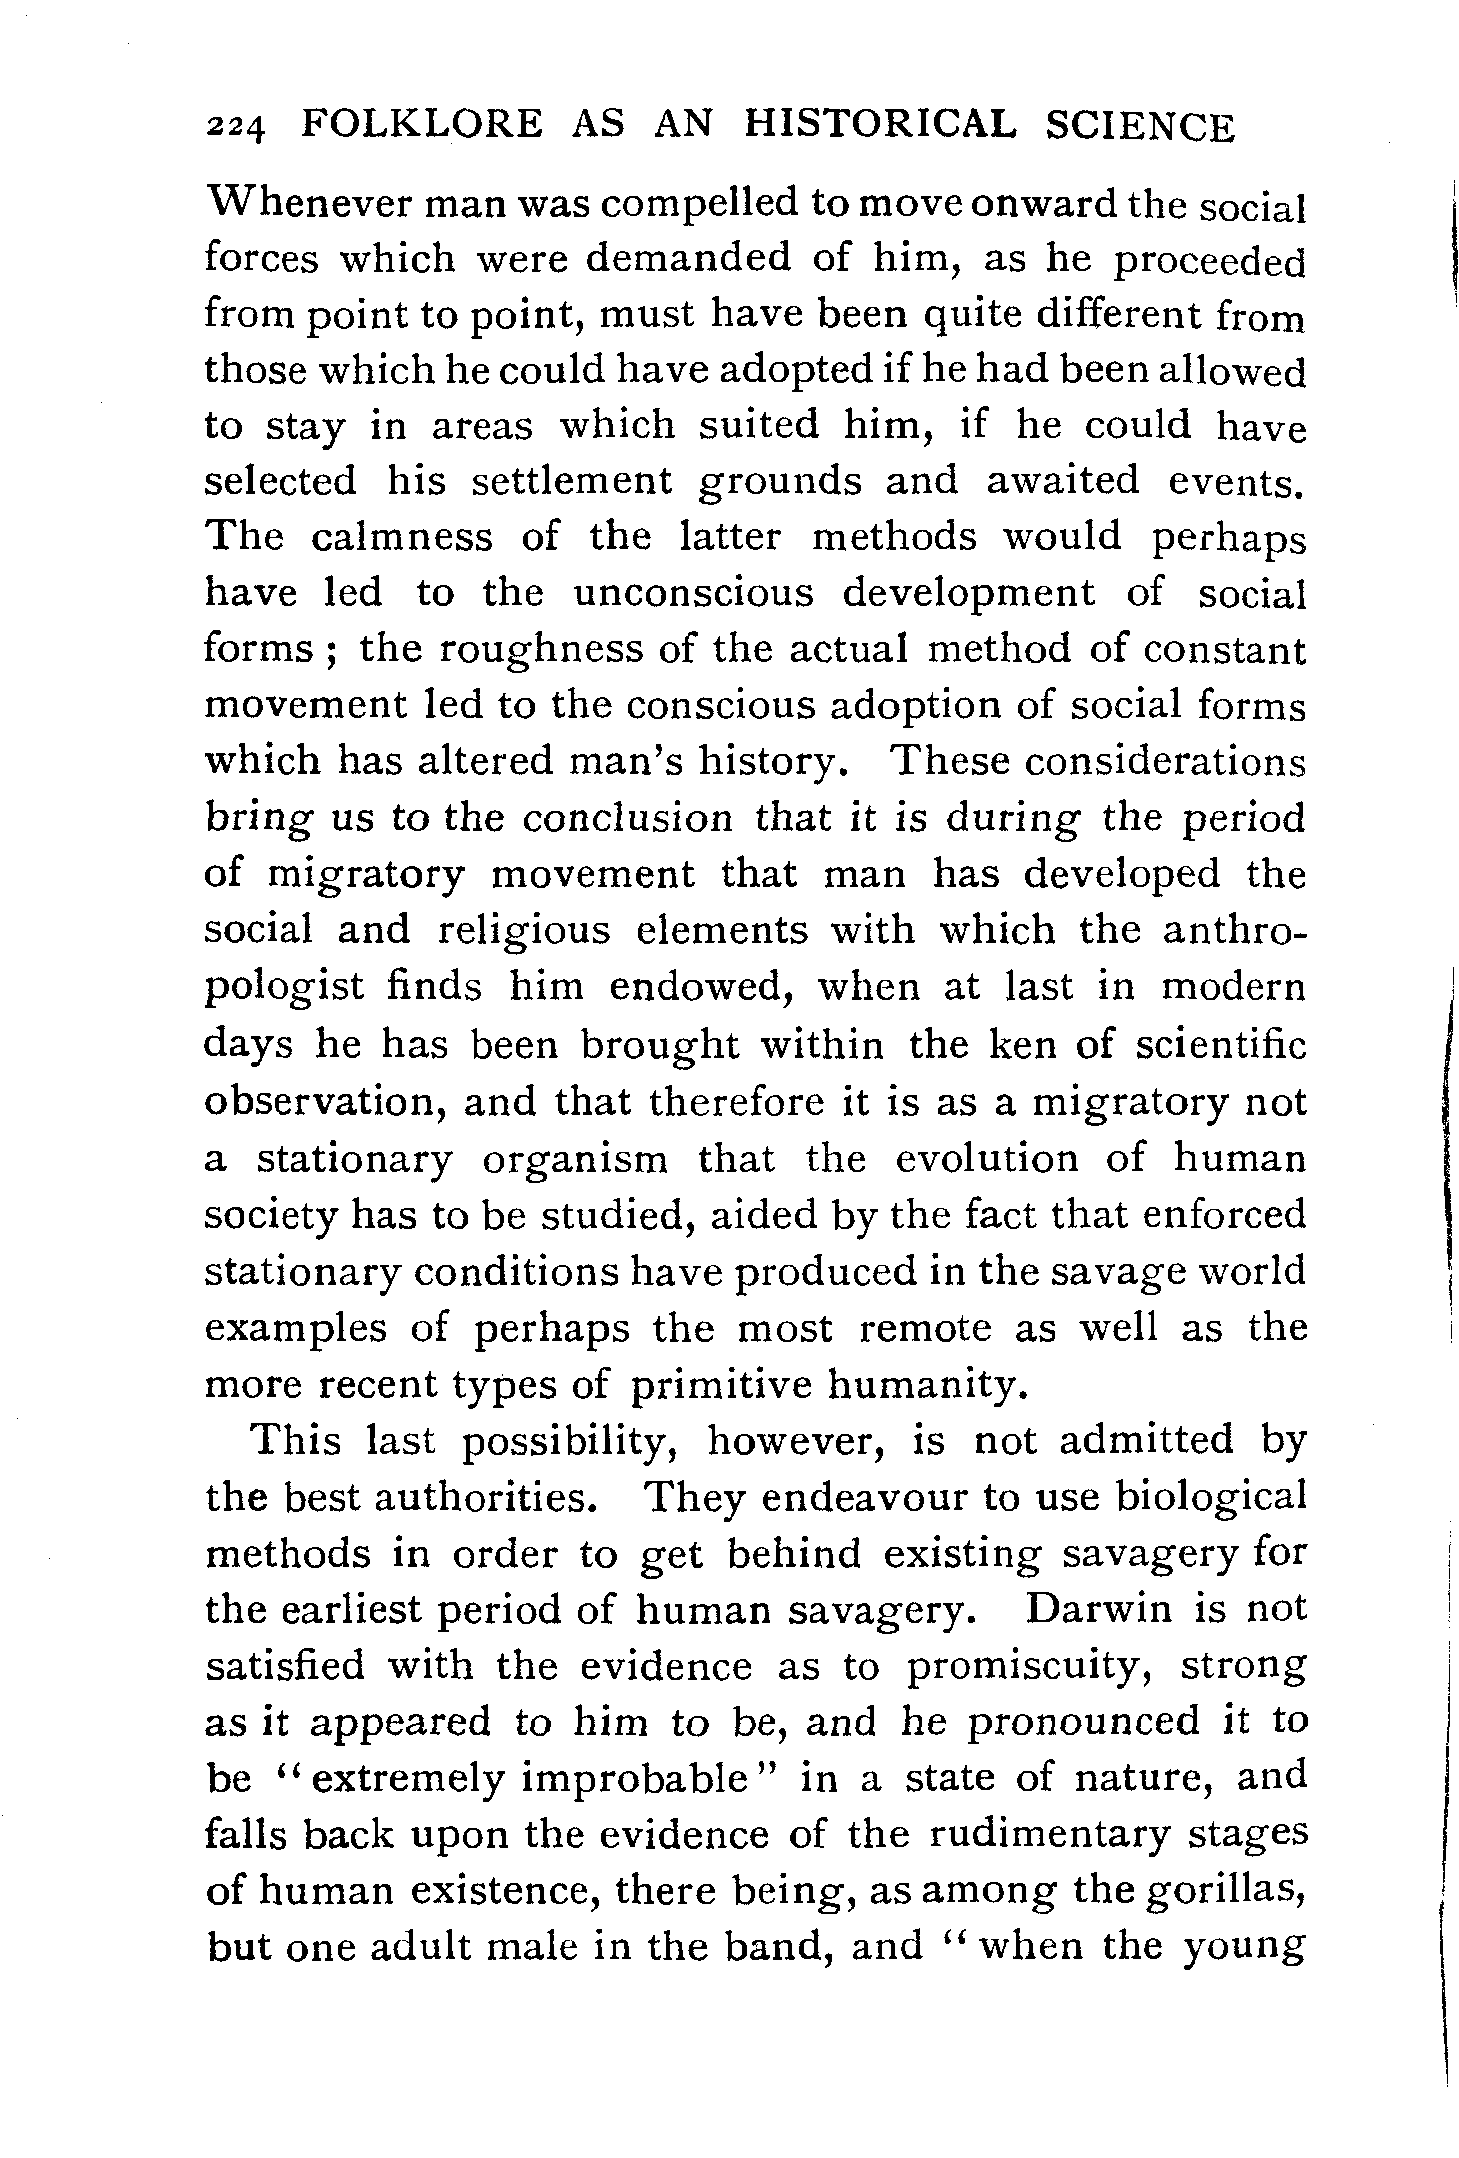 224 FOLKLORE AS AN HISTORICAL SCIENCE
Whenever man was compelled to move onward the social
forces which were demanded of him, as he proceeded
from point to point, must have been quite different from
those which he could have adopted if he had been allowed
to stay in areas which suited him, if he could have
selected his settlement grounds and awaited events.
The calmness of the latter methods would perhaps
have led to the unconscious development of social
forms ; the roughness of the actual method of constant
movement led to the conscious adoption of social forms
which has altered man's history. These considerations
bring us to the conclusion that it is during the period
of migratory movement that man has developed the
social and religious elements with which the anthro-
pologist finds him endowed, when at last in modern
days he has been brought within the ken of scientific
observation, and that therefore it is as a migratory not
a stationary organism that the evolution of human
society has to be studied, aided by the fact that enforced
stationary conditions have produced in the savage world
examples of perhaps the most remote as well as the
more recent types of primitive humanity.
This last possibility, however, is not admitted by
the best authorities. They endeavour to use biological
methods in order to get behind existing savagery for
the earliest period of human savagery. Darwin is not
satisfied with the evidence as to promiscuity, strong
as it appeared to him to be, and he pronounced it to
be “ extremely improbable ” in a state of nature, and
falls back upon the evidence of the rudimentary stages
of human existence, there being, as among the gorillas,
but one adult male in the band, and “ when the young